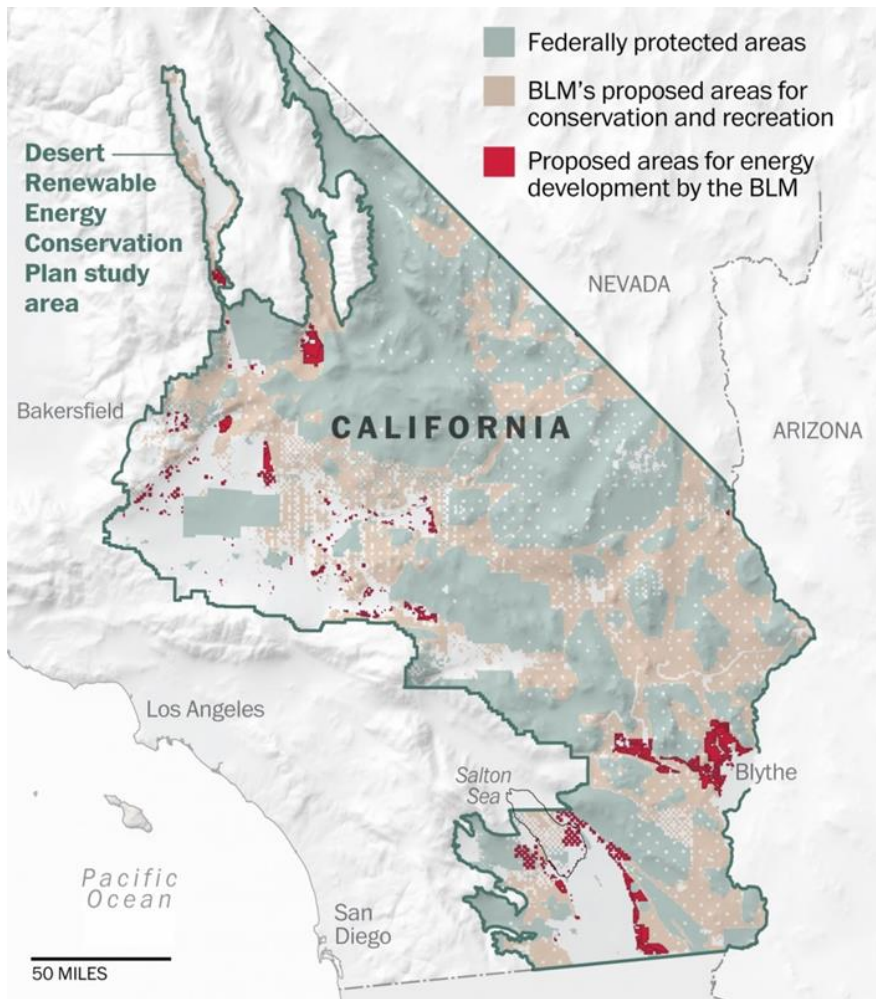 Federally protected areas
BLM's proposed areas for
conservation and recreation
Proposed areas for energy
development by the BLM
Desert
Renewable
Energy
Conservation
Plan study
area
NEVADA
Bakersfield
CALIFORNIA
ARIZONA
Los Angeles
Salton
Sea
Blythe
Pacific
Ocean
San
Diego
50 MILES